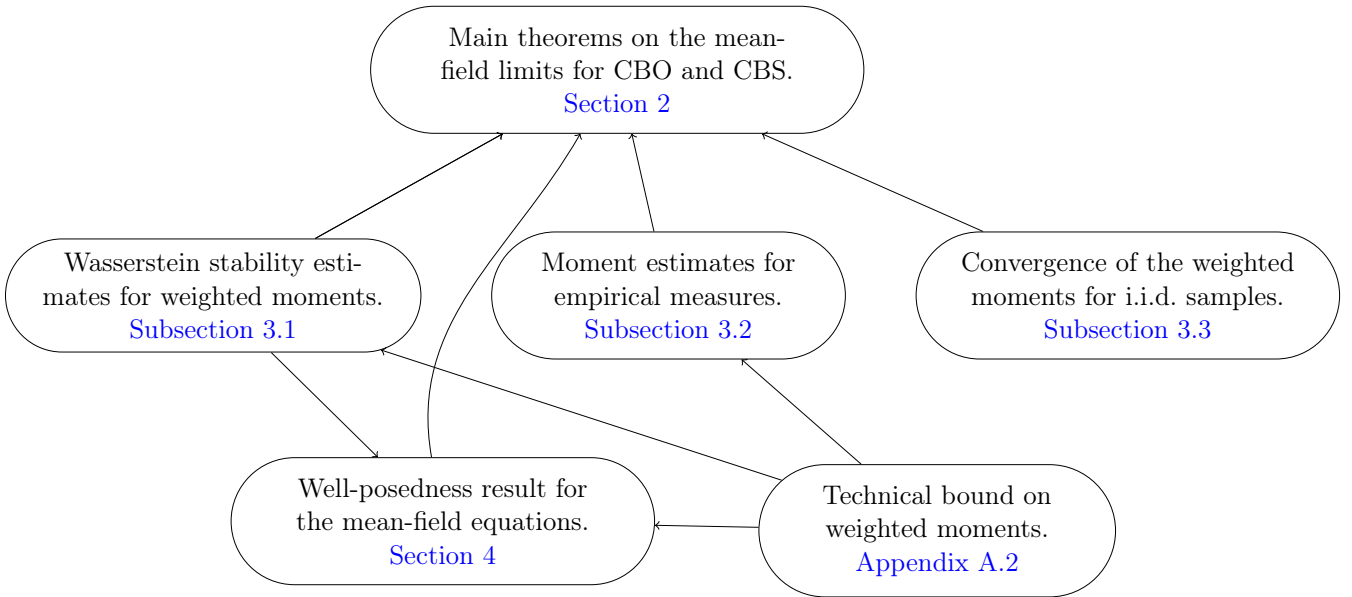 Main theorems on the mean-
field limits for CBO and CBS.
Section 2
Wasserstein stability esti-
mates for weighted moments.
Subsection 3.1
Moment estimates for
empirical measures.
Subsection 3.2
Convergence of the weighted
moments for i.i.d. samples.
Subsection 3.3
Well-posedness result for
the mean-field equations.
Section 4
Technical bound on
weighted moments.
Appendix A.2